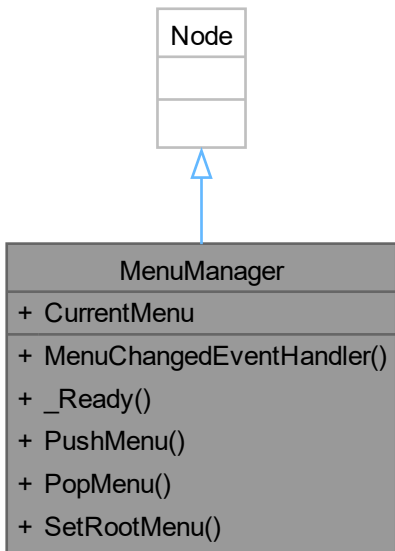 Node
MenuManager
+ CurrentMenu
+ MenuChangedEventHandler()
+ _Ready()
+ PushMenu()
+ PopMenu()
+ SetRootMenu()